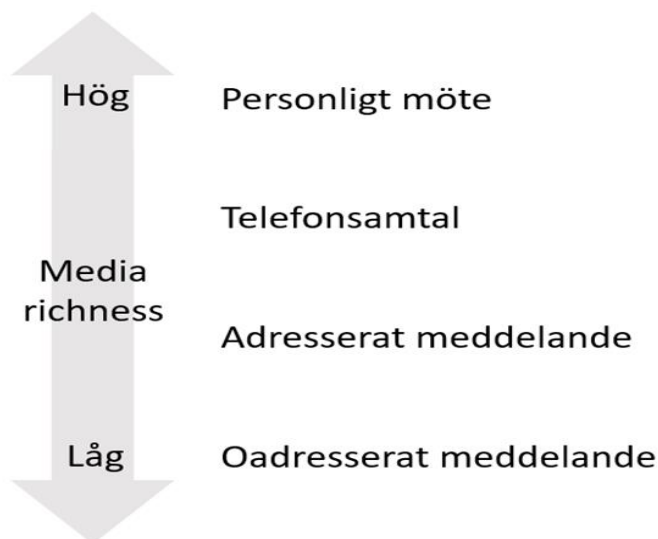 Hög
Personligt möte
Telefonsamtal
Media
richness
Adresserat meddelande
Låg
Oadresserat meddelande